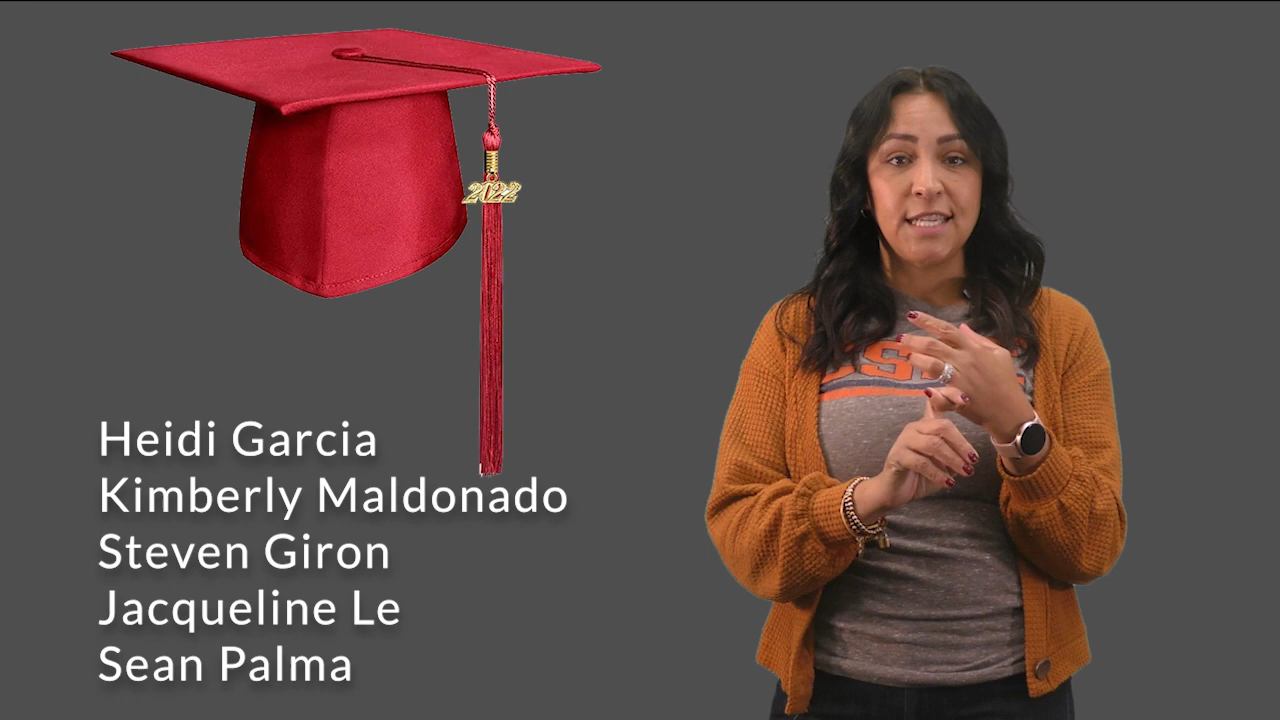 2022
Heidi Garcia
Kimberly Maldonado
Steven Giron
Jacqueline Le
Sean Palma